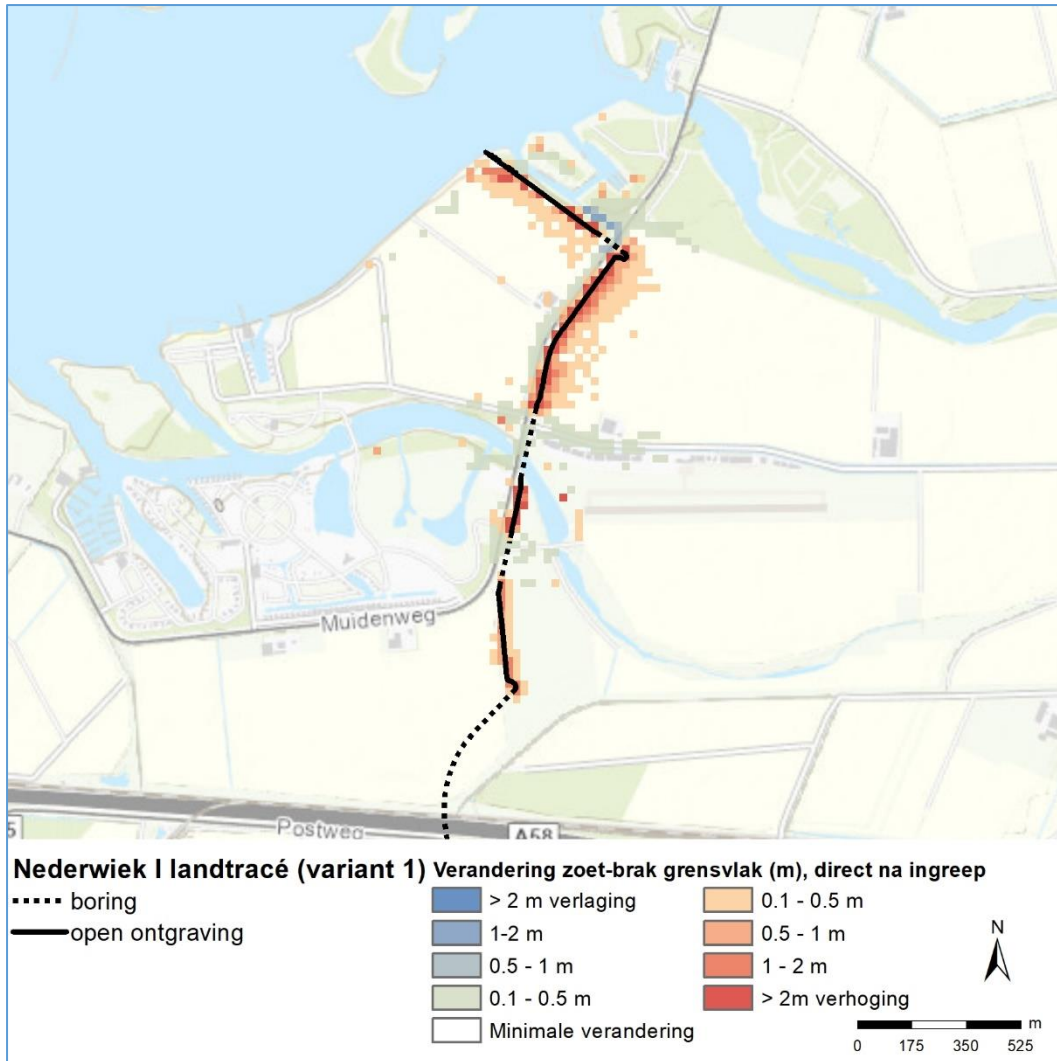 Muidenweg
Postweg
A58
5
Nederwiek I landtracé (variant 1)
boring
open ontgraving
Verandering zoet-brak grensvlak (m), direct na ingreep
> 2 m verlaging
1-2 m
0.5 - 1 m
0.1 - 0.5 m
Minimale verandering
0.1 - 0.5 m
0.5 - 1 m
1 - 2 m
> 2m verhoging
N
m
0 175 350 525